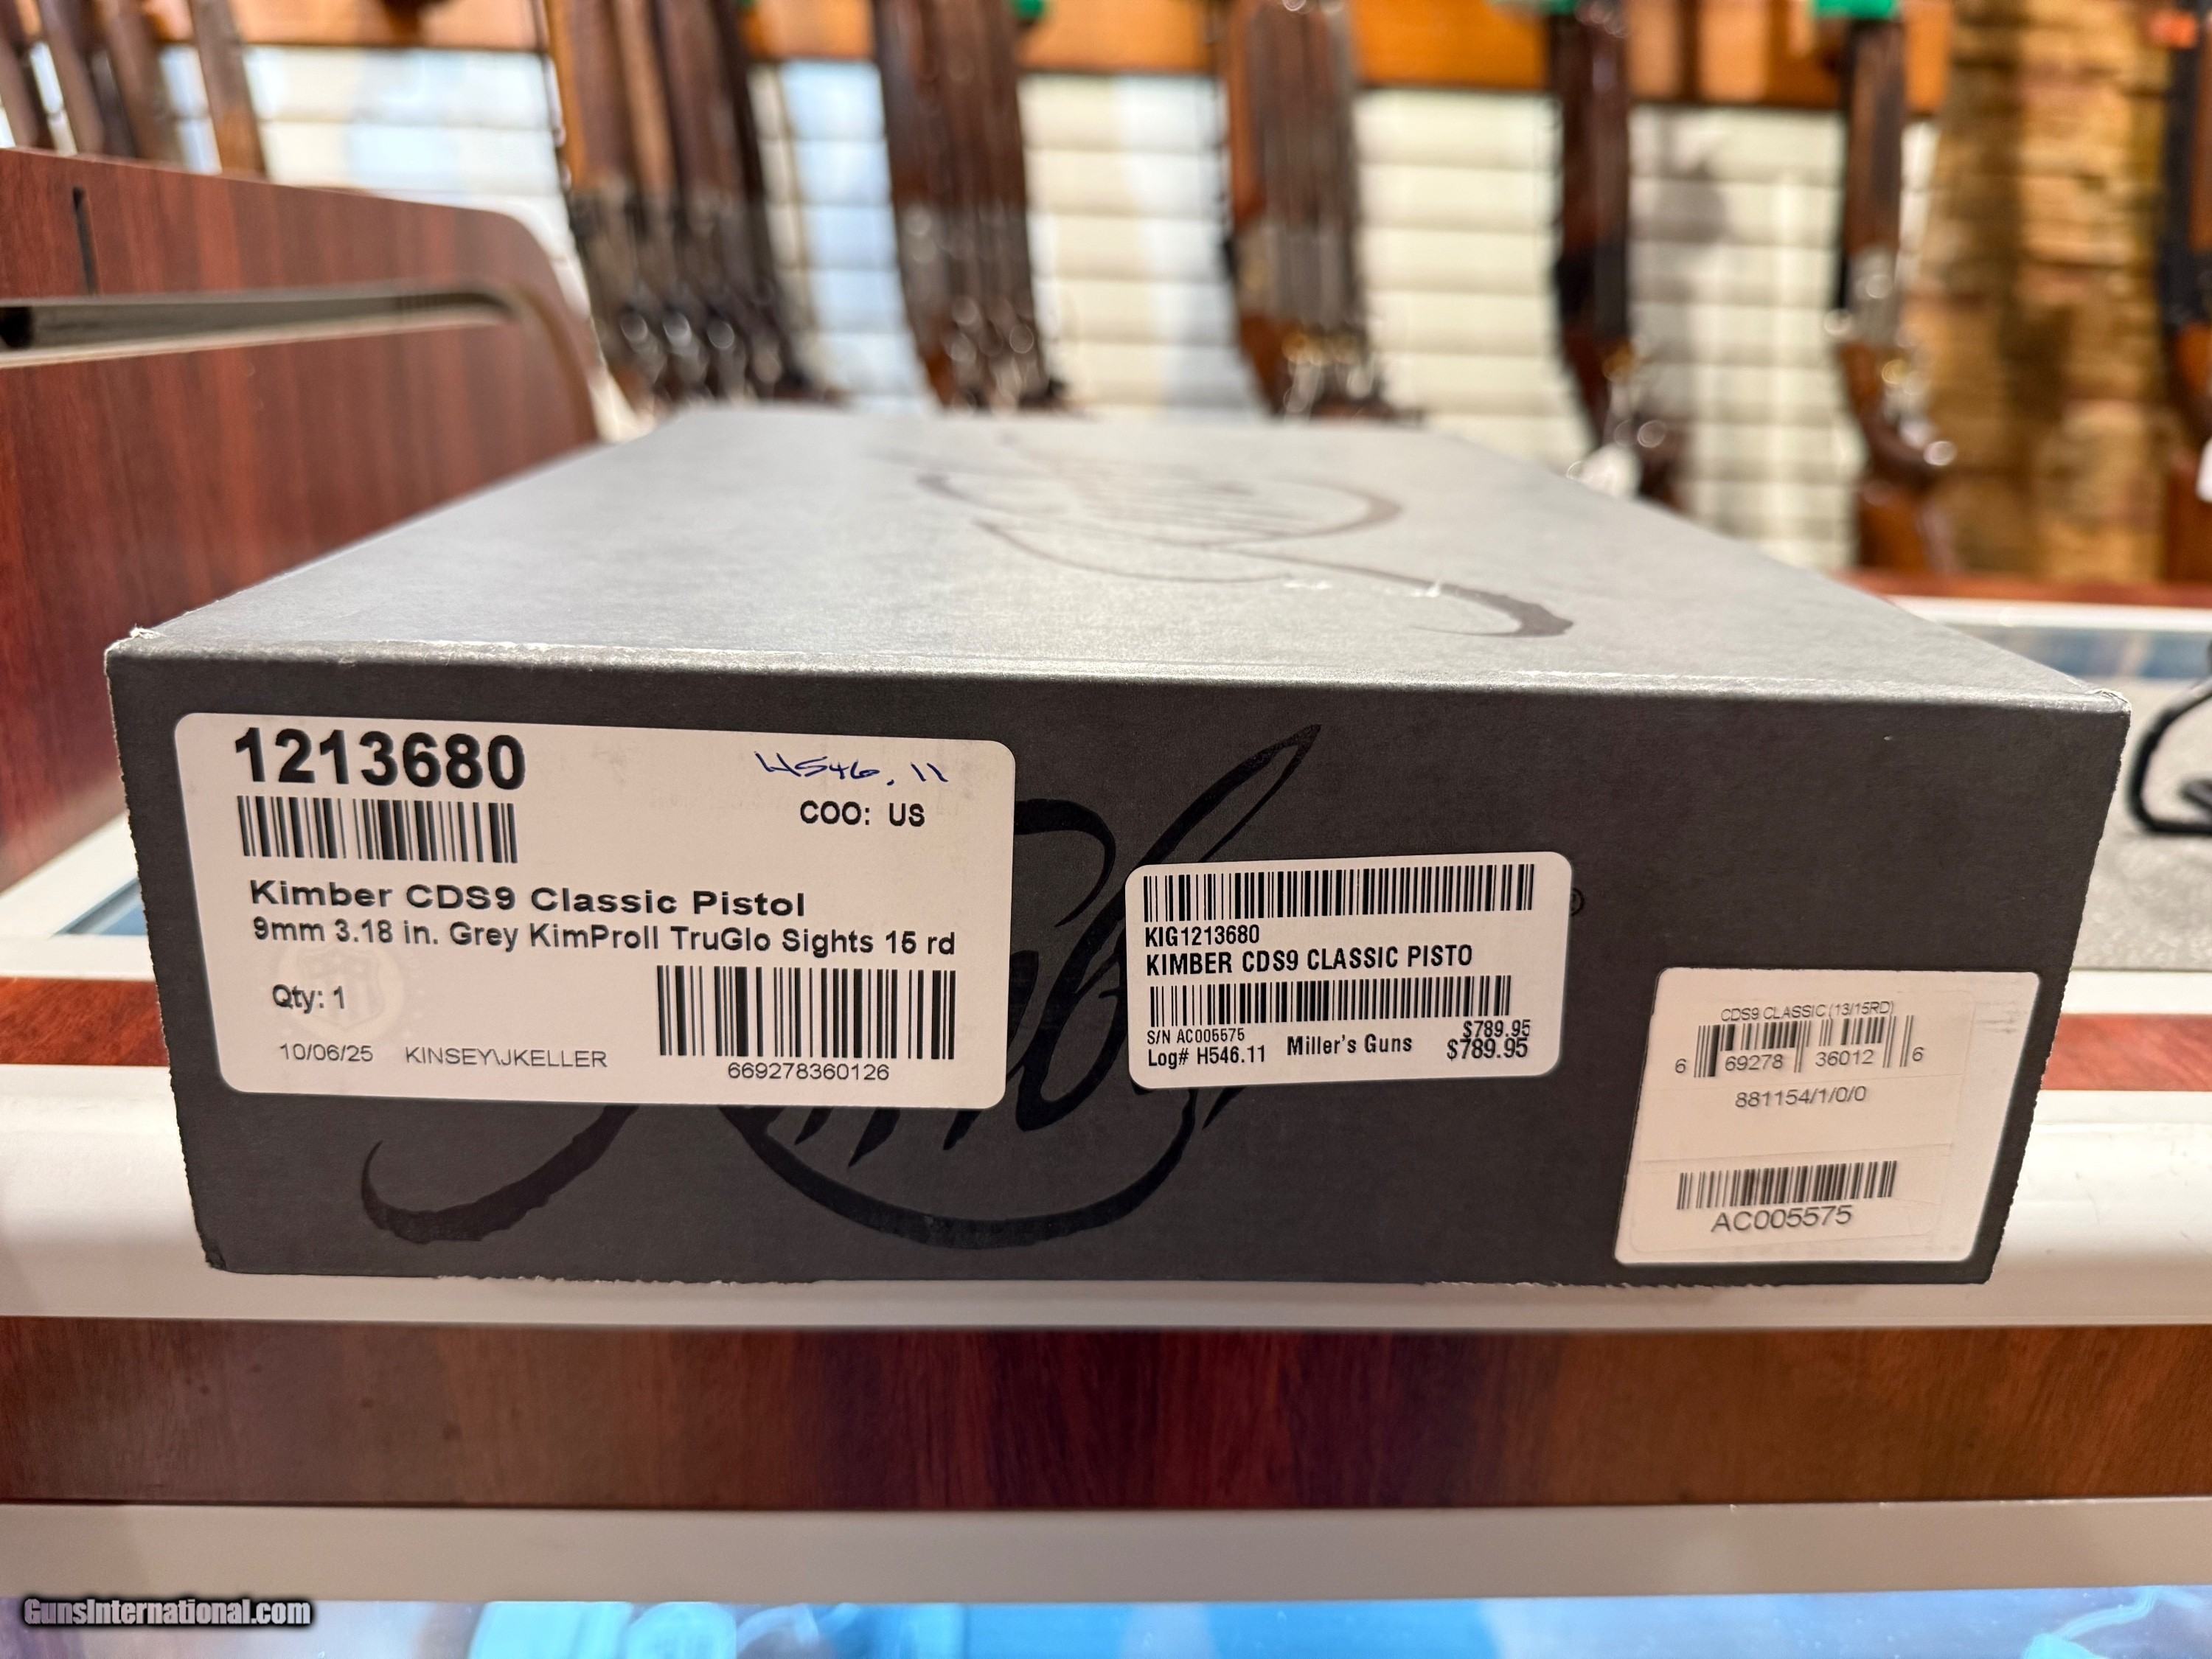 1213680
H546.11
COO: US
Kimber CDS9 Classic Pistol
9mm 3.18 in. Grey KimProII TruGlo Sights 15 rd
Qty: 1
10/06/25 KINSEY\JKELLER
669278360126
KIG1213680
KIMBER CDS9 CLASSIC PISTO
S/N AC005575
$789.95
Log# H546.11 Miller's Guns $789.95
CDS9 CLASSIC (13/15RD)
6 69278 36012 6
881154/1/0/0
AC005575
GunsInternational.com